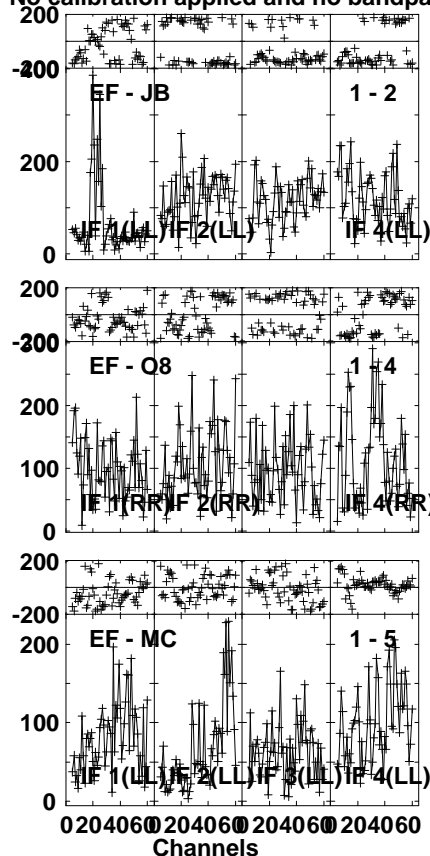 No calibration applied and no bandpa
200
-200
400
EF - JB
1 - 2
200
0
IF 1(LL) IF 2(LL) IF 4(LL)
200
-200
300
EF - O8
1 - 4
200
100
0
IF 1(RR) IF 2(RR) IF 4(RR)
200
-200
200
EF - MC
1 - 5
100
0
IF 1(LL) IF 2(LL) IF 3(LL) IF 4(LL)
0 20 40 60 0 20 40 60 0 20 40 60 0 20 40 60
Channels